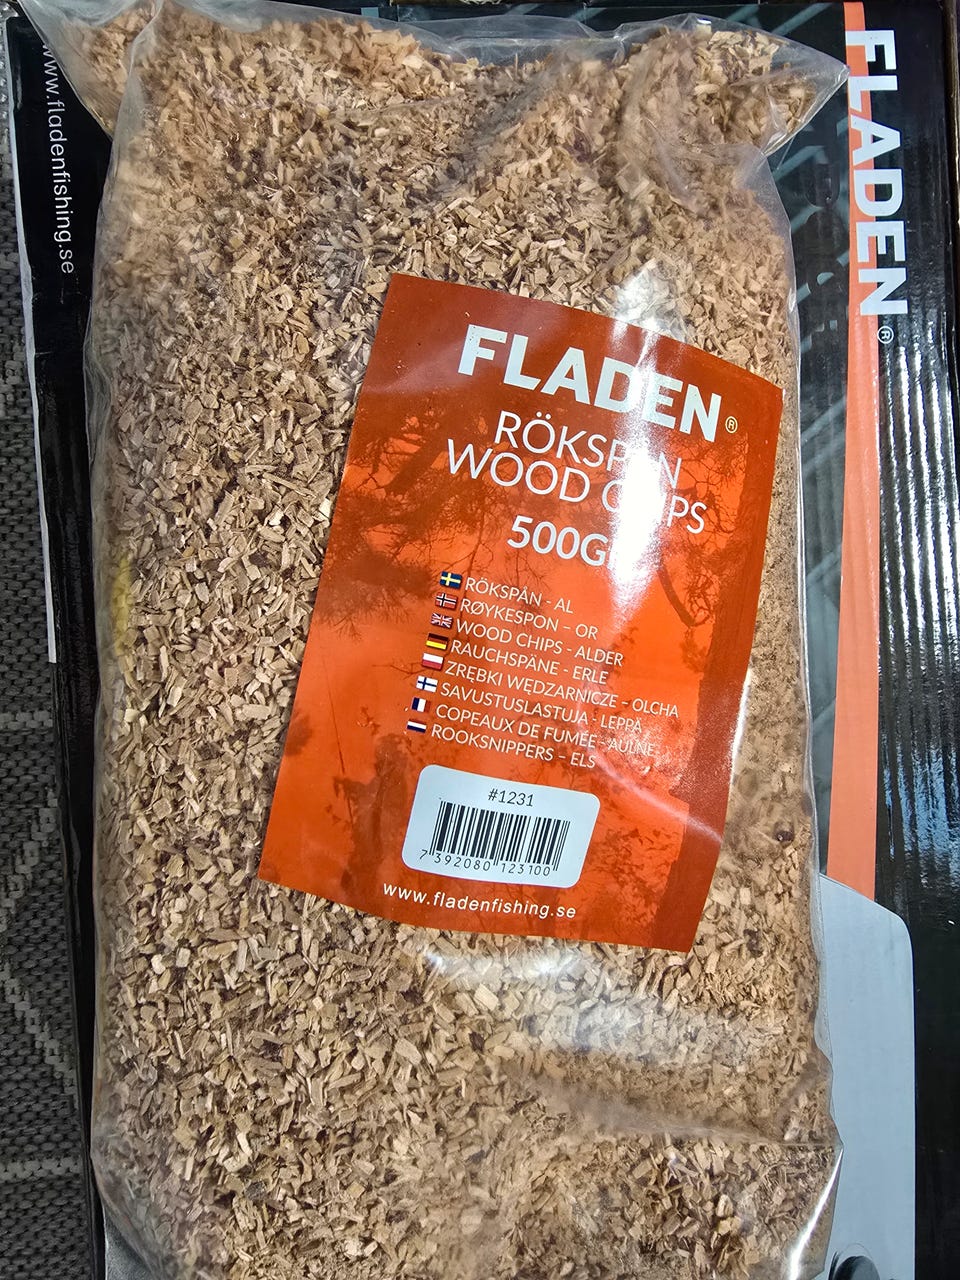 www.fladenfishing.se
FLADEN®
FLADEN®
RÖKSPÅN
WOOD CHIPS
500G
RÖKSPÅN - AL
RØYKESPON – OR
WOOD CHIPS - ALDER
RAUCHSPÄNE - ERLE
ZRĘBKI WĘDZARNICZE - OLCHA
SAVUSTUSLASTUJA - LEPPÄ
COPEAUX DE FUMÉE - AULNE
ROOKSNIPPERS – ELS
#1231
7 392080 123100
www.fladenfishing.se